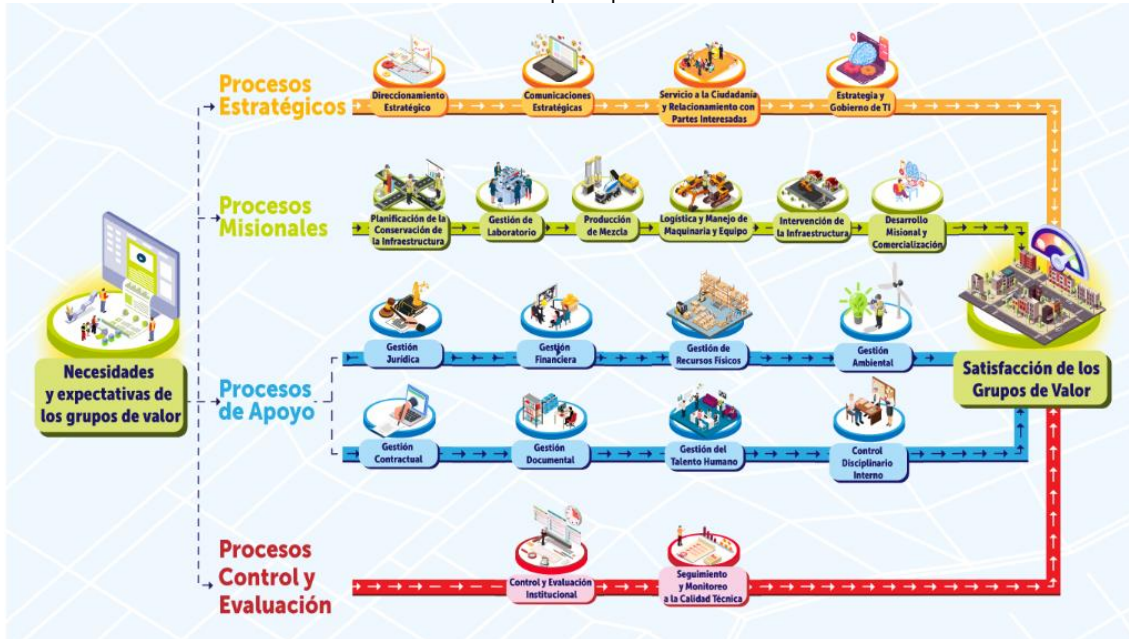 Procesos
Estratégicos
Direccionamiento
Estratégico
Comunicaciones
Estratégicas
Servicio a la Ciudadanía
y Relacionamiento con
Partes Interesadas
Estrategia y
Gobierno de TI
Procesos
Misionales
Planificación de la
Conservación de
la Infraestructura
Gestión de
Laboratorio
Producción
de Mezcla
Logística y Manejo de
Maquinaria y Equipo
Intervención de
la Infraestructura
Desarrollo
Misional y
Comercialización
Necesidades
y expectativas de
los grupos de valor
Procesos
de Apoyo
Gestión
Jurídica
Gestión
Financiera
Gestión de
Recursos Físicos
Gestión
Ambiental
Gestión
Contractual
Gestión
Documental
Gestión del
Talento Humano
Control
Disciplinario
Interno
Satisfacción de los
Grupos de Valor
Procesos
Control y
Evaluación
Control y Evaluación
Institucional
Seguimiento
y Monitoreo
a la Calidad Técnica